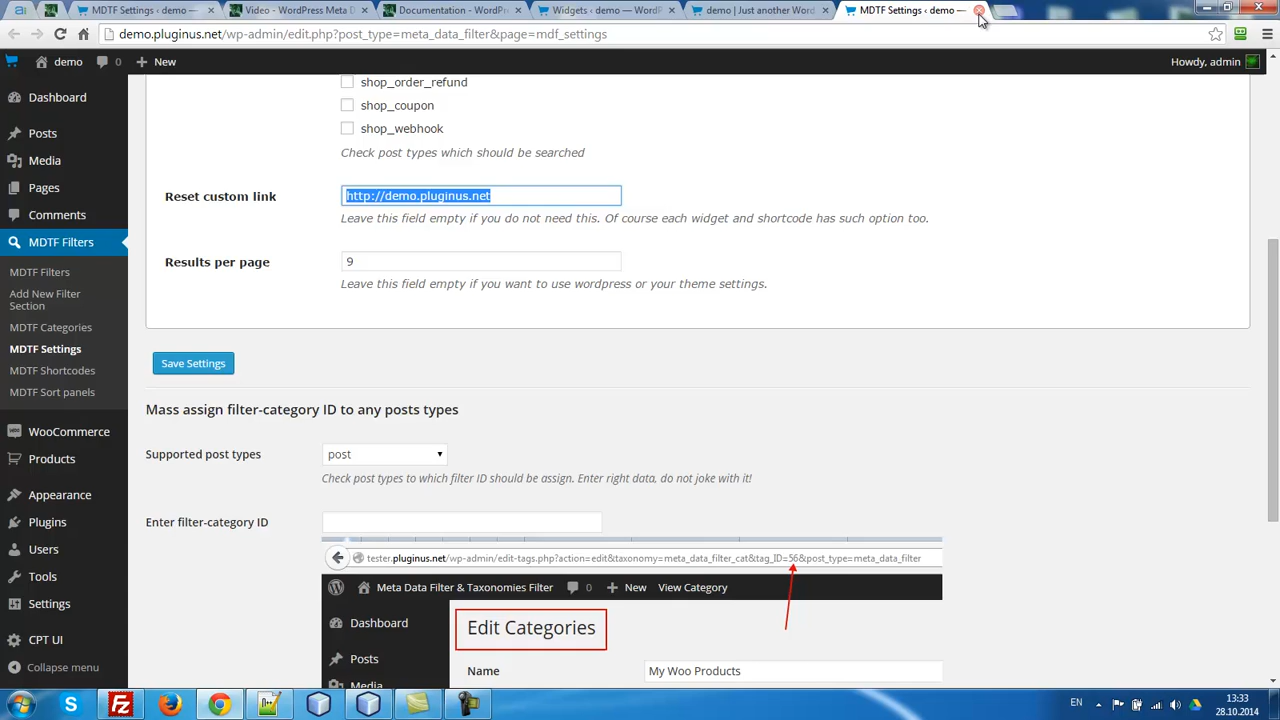 MDTF Settings ‹ demo — WordP
Video - WordPress Meta D
Documentation - WordPre
Widgets ‹ demo — WordPr
demo | Just another Word
MDTF Settings ‹ demo —
demo.pluginus.net/wp-admin/edit.php?post_type=meta_data_filter&page=mdf_settings
demo
0
New
Howdy, admin
Dashboard
Posts
Media
Pages
Comments
MDTF Filters
MDTF Filters
Add New Filter
Section
MDTF Categories
MDTF Settings
MDTF Shortcodes
MDTF Sort panels
WooCommerce
Products
Appearance
Plugins
Users
Tools
Settings
CPT UI
Collapse menu
shop_order_refund
shop_coupon
shop_webhook
Check post types which should be searched
Reset custom link
http://demo.pluginus.net
Leave this field empty if you do not need this. Of course each widget and shortcode has such option too.
Results per page
9
Leave this field empty if you want to use wordpress or your theme settings.
Save Settings
Mass assign filter-category ID to any posts types
Supported post types
post
Check post types to which filter ID should be assign. Enter right data, do not joke with it!
Enter filter-category ID
tester.pluginus.net/wp-admin/edit-tags.php?action=edit&taxonomy=meta_data_filter_cat&tag_ID=56&post_type=meta_data_filter
Meta Data Filter & Taxonomies Filter
0
New
View Category
Dashboard
Edit Categories
Posts
Name
My Woo Products
Media
EN
13:33
28.10.2014